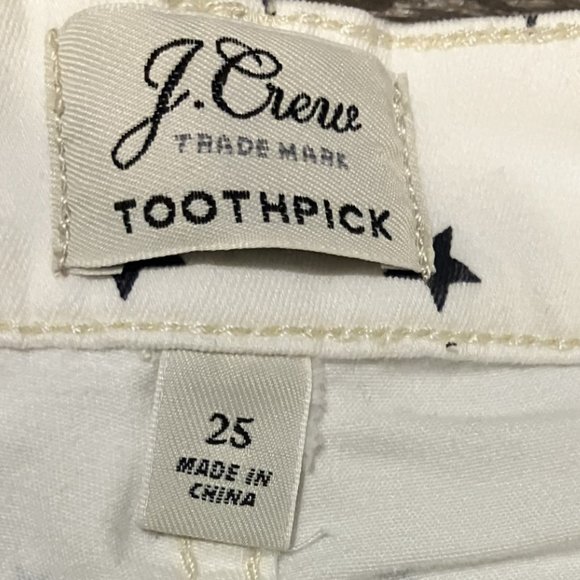 J.Crew
TRADE MARK
TOOTHPICK
25
MADE IN
CHINA